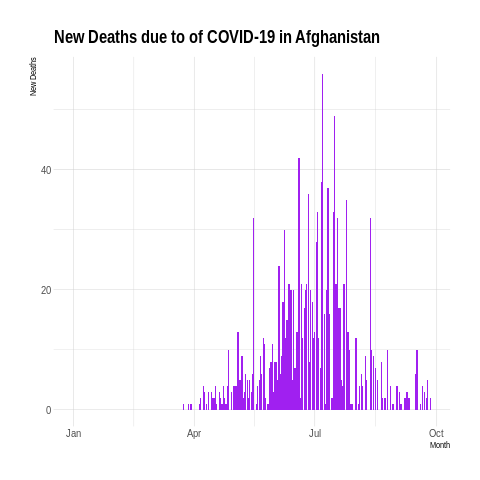 New Deaths due to of COVID-19 in Afghanistan
New Deaths
40
20
0
Jan Apr Jul Oct
Month